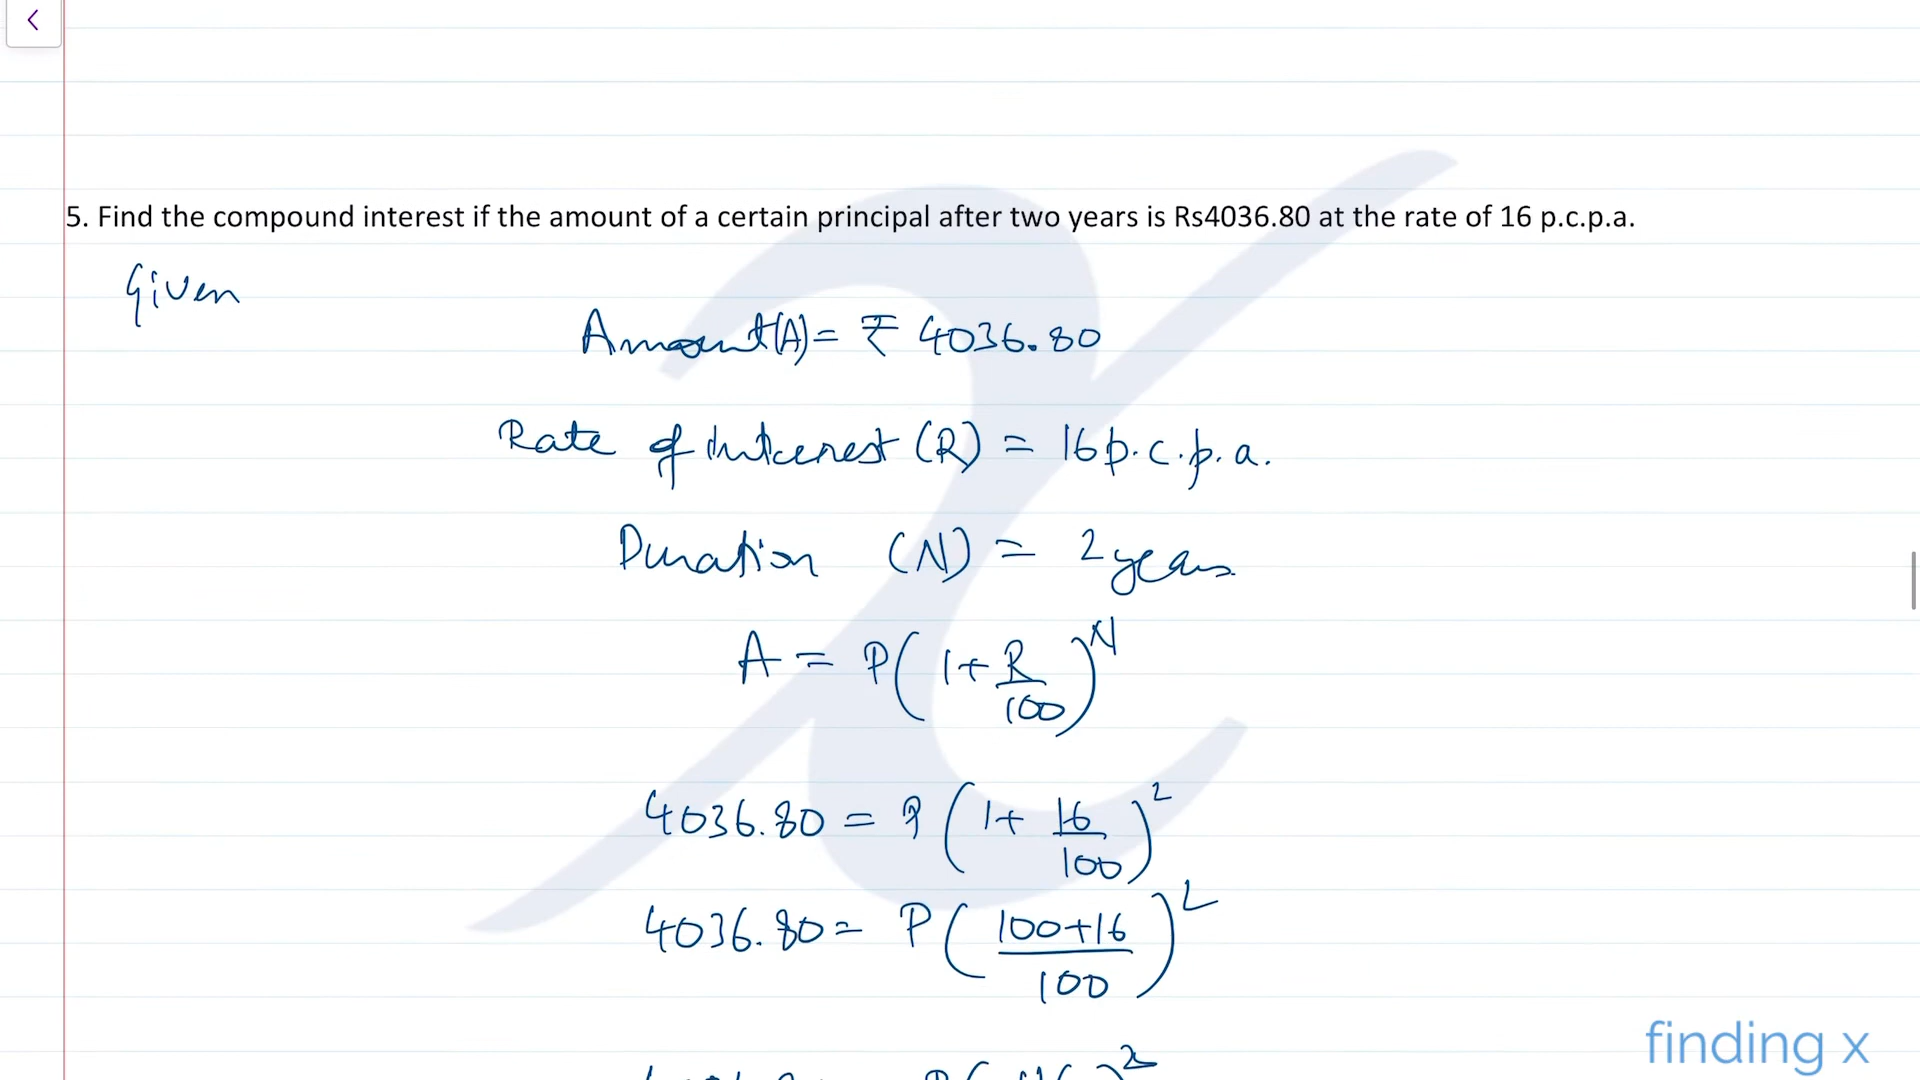 5. Find the compound interest if the amount of a certain principal after two years is Rs4036.80 at the rate of 16 p.c.p.a.
Given
Amount(A) = ₹ 4036.80
Rate of interest (R) = 16 p.c.p.a.
Duration (N) = 2 years
A = P(1+R/100)^N
4036.80 = P(1+16/100)^2
4036.80 = P(100+16/100)^2
finding x